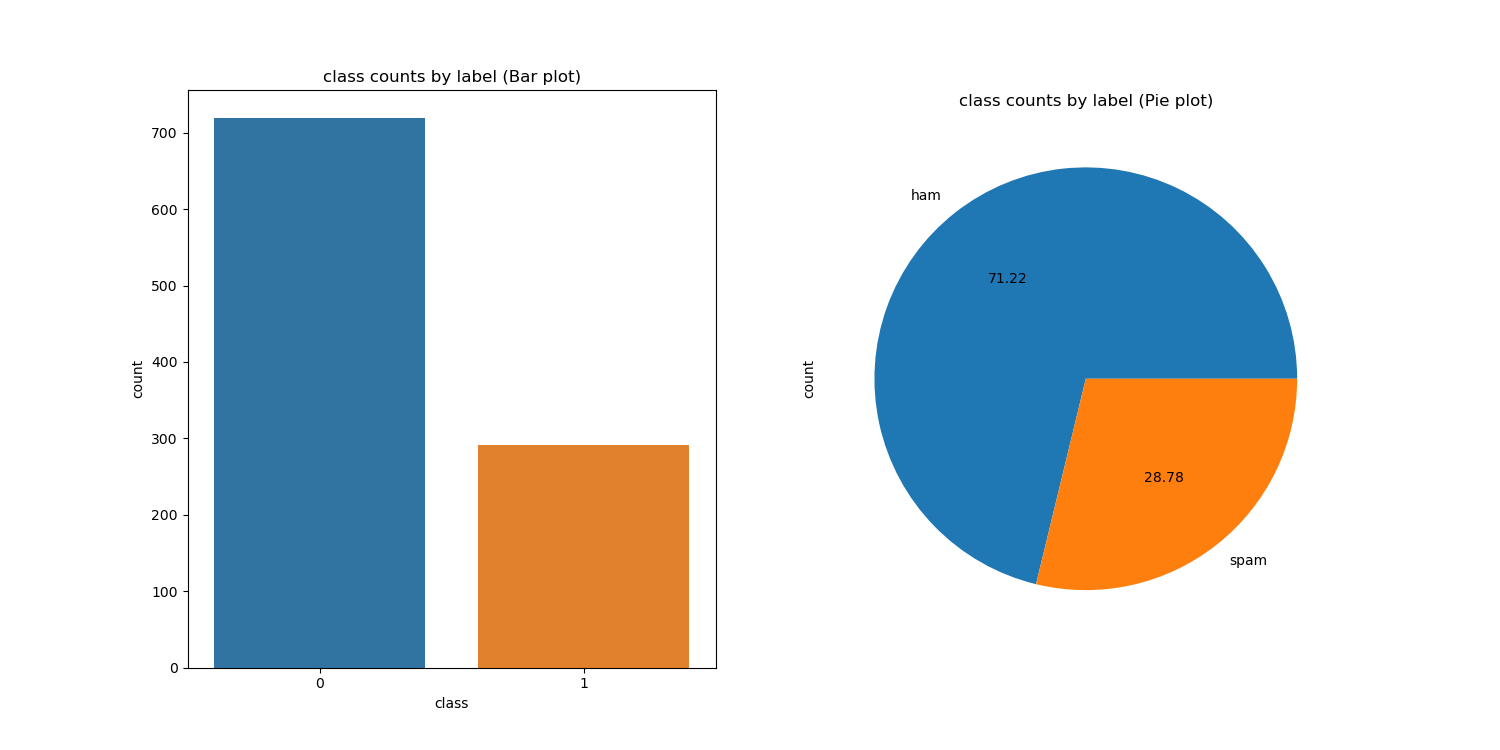 class counts by label (Bar plot)
700
600
500
400
300
200
100
0
count
0
1
class
class counts by label (Pie plot)
ham
71.22
count
28.78
spam